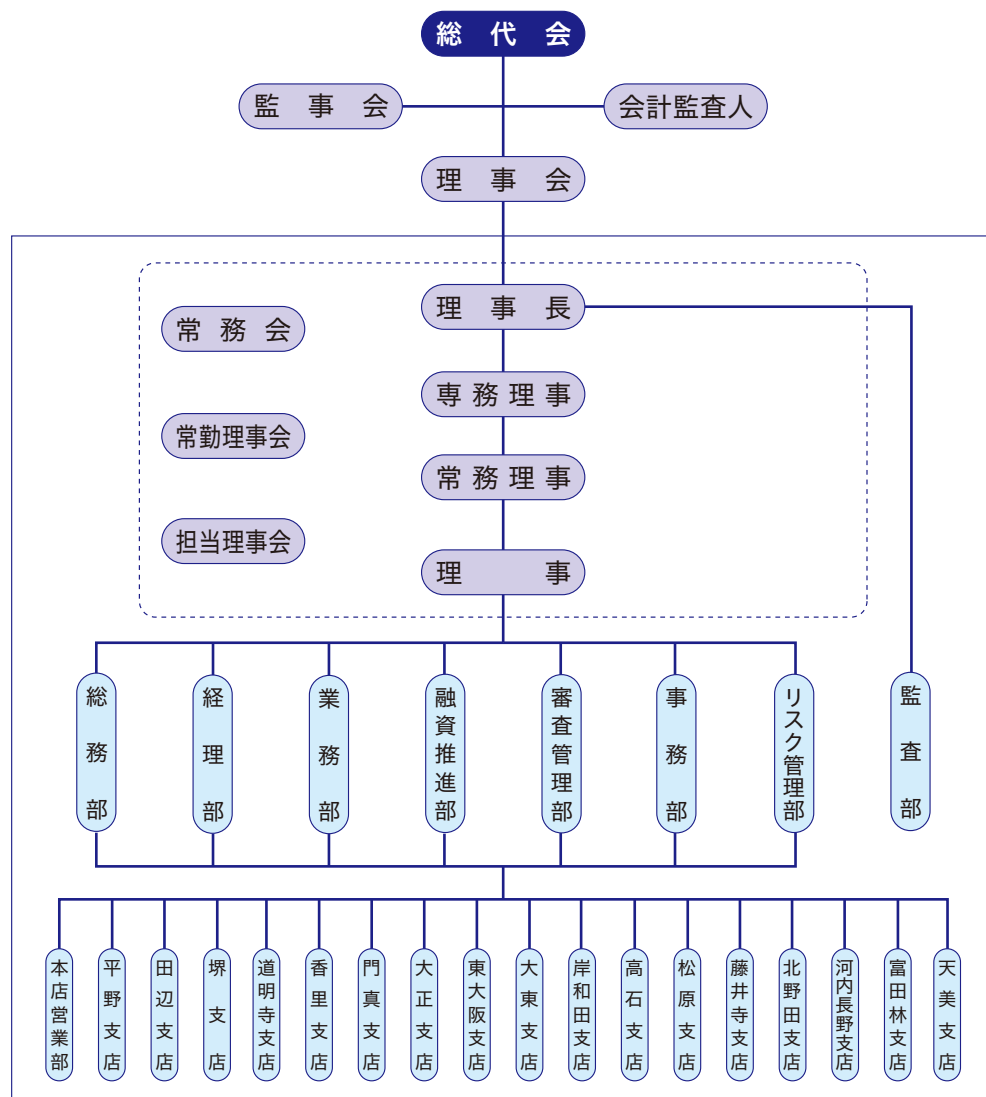 総代会
監事会
会計監査人
理事会
理事長
常務会
専務理事
常勤理事会
常務理事
担当理事会
理事
総務部
経理部
業務部
融資推進部
審査管理部
事務部
リスク管理部
監査部
本店営業部
平野支店
田辺支店
堺支店
道明寺支店
香里支店
門真支店
大正支店
東大阪支店
大東支店
岸和田支店
高石支店
松原支店
藤井寺支店
北野田支店
河内長野支店
富田林支店
天美支店